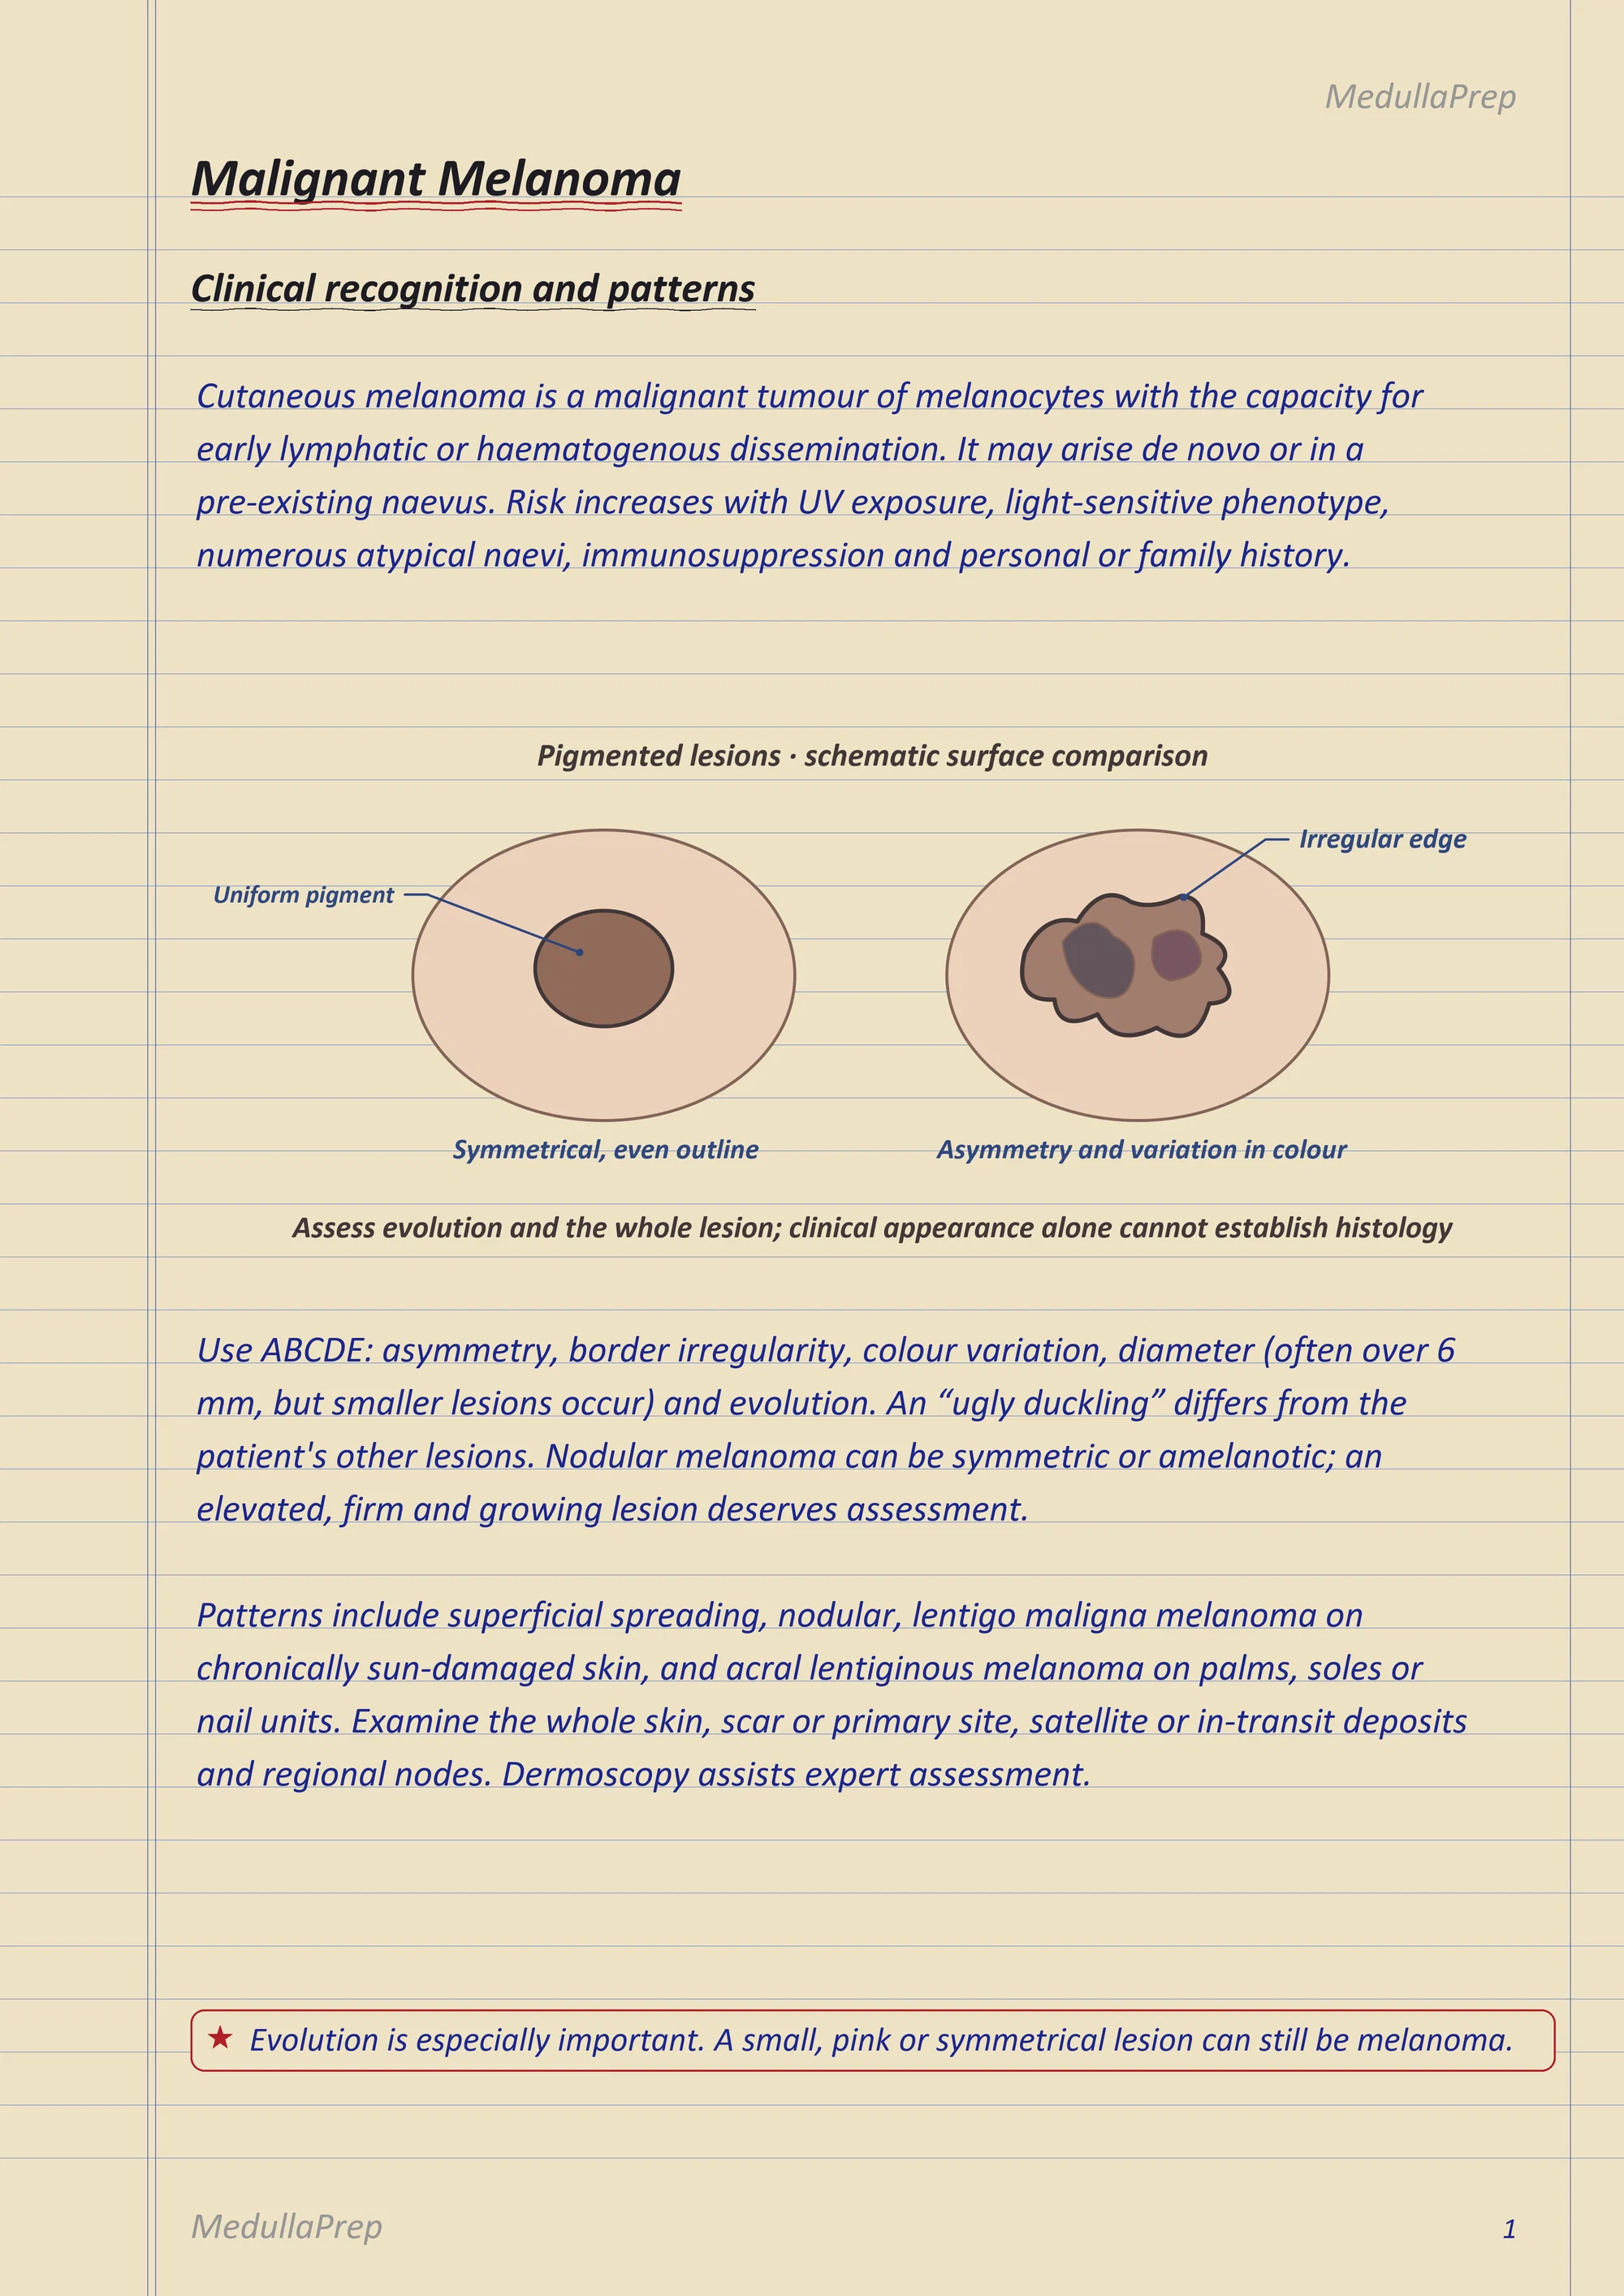 MedullaPrep
Malignant Melanoma
Clinical recognition and patterns
Cutaneous melanoma is a malignant tumour of melanocytes with the capacity for
early lymphatic or haematogenous dissemination. It may arise de novo or in a
pre-existing naevus. Risk increases with UV exposure, light-sensitive phenotype,
numerous atypical naevi, immunosuppression and personal or family history.
Pigmented lesions · schematic surface comparison
Irregular edge
Uniform pigment
Symmetrical, even outline
Asymmetry and variation in colour
Assess evolution and the whole lesion; clinical appearance alone cannot establish histology
Use ABCDE: asymmetry, border irregularity, colour variation, diameter (often over 6
mm, but smaller lesions occur) and evolution. An “ugly duckling” differs from the
patient's other lesions. Nodular melanoma can be symmetric or amelanotic; an
elevated, firm and growing lesion deserves assessment.
Patterns include superficial spreading, nodular, lentigo maligna melanoma on
chronically sun-damaged skin, and acral lentiginous melanoma on palms, soles or
nail units. Examine the whole skin, scar or primary site, satellite or in-transit deposits
and regional nodes. Dermoscopy assists expert assessment.
★ Evolution is especially important. A small, pink or symmetrical lesion can still be melanoma.
MedullaPrep
1